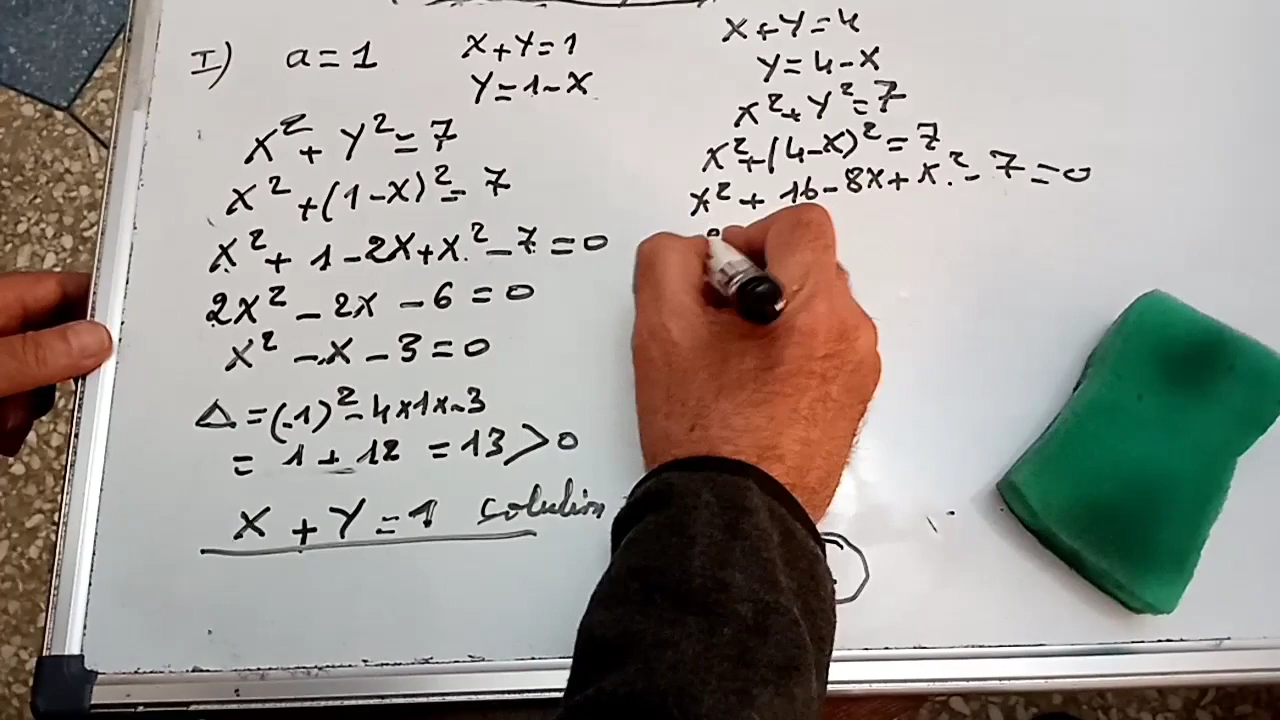 I) a = 1
x + y = 1
y = 1 - x
x² + y² = 7
x² + (1 - x)² = 7
x² + 1 - 2x + x² - 7 = 0
2x² - 2x - 6 = 0
x² - x - 3 = 0
Δ = (-1)² - 4x1x-3
= 1 + 12 = 13 > 0
x + y = 1 solution
x + y = 4
y = 4 - x
x² + y² = 7
x² + (4 - x)² = 7
x² + 16 - 8x + x² - 7 = 0